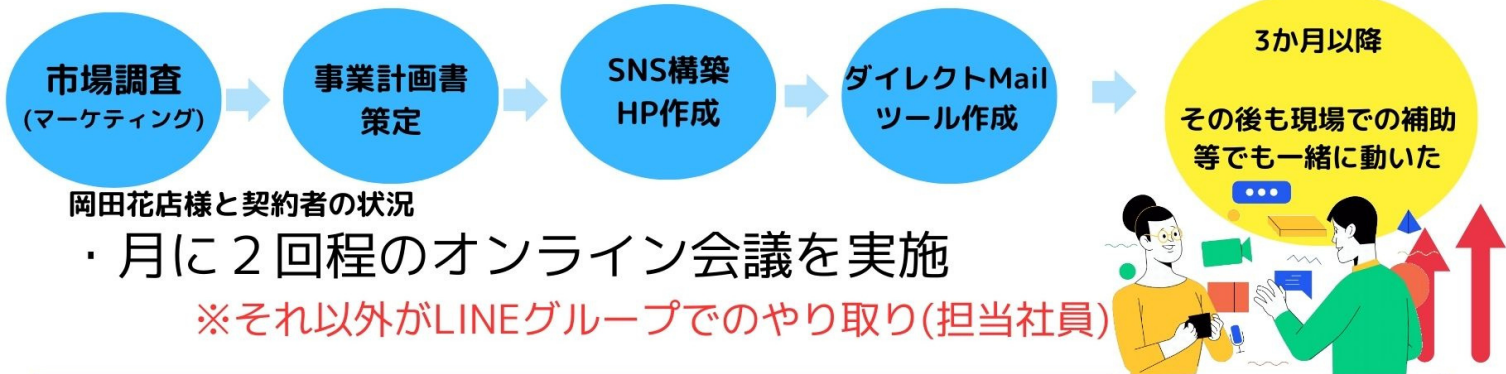 市場調査
(マーケティング)
事業計画書
策定
SNS構築
HP作成
ダイレクトMail
ツール作成
3か月以降
その後も現場での補助
等でも一緒に動いた
岡田花店様と契約者の状況
・月に２回程のオンライン会議を実施
※それ以外がLINEグループでのやり取り(担当社員)